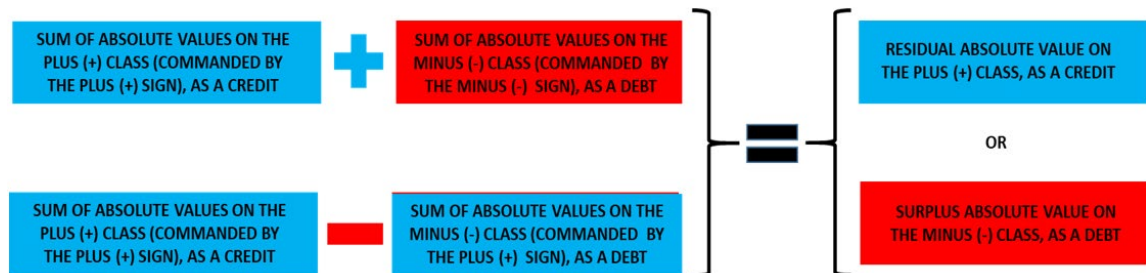 SUM OF ABSOLUTE VALUES ON THE
PLUS (+) CLASS (COMMANDED BY
THE PLUS (+) SIGN), AS A CREDIT
SUM OF ABSOLUTE VALUES ON THE
MINUS (-) CLASS (COMMANDED BY
THE MINUS (-) SIGN), AS A DEBT
RESIDUAL ABSOLUTE VALUE ON
THE PLUS (+) CLASS, AS A CREDIT
OR
SUM OF ABSOLUTE VALUES ON THE
PLUS (+) CLASS (COMMANDED BY
THE PLUS (+) SIGN), AS A CREDIT
SUM OF ABSOLUTE VALUES ON THE
MINUS (-) CLASS (COMMANDED BY
THE PLUS (+) SIGN), AS A DEBT
SURPLUS ABSOLUTE VALUE ON
THE MINUS (-) CLASS, AS A DEBT